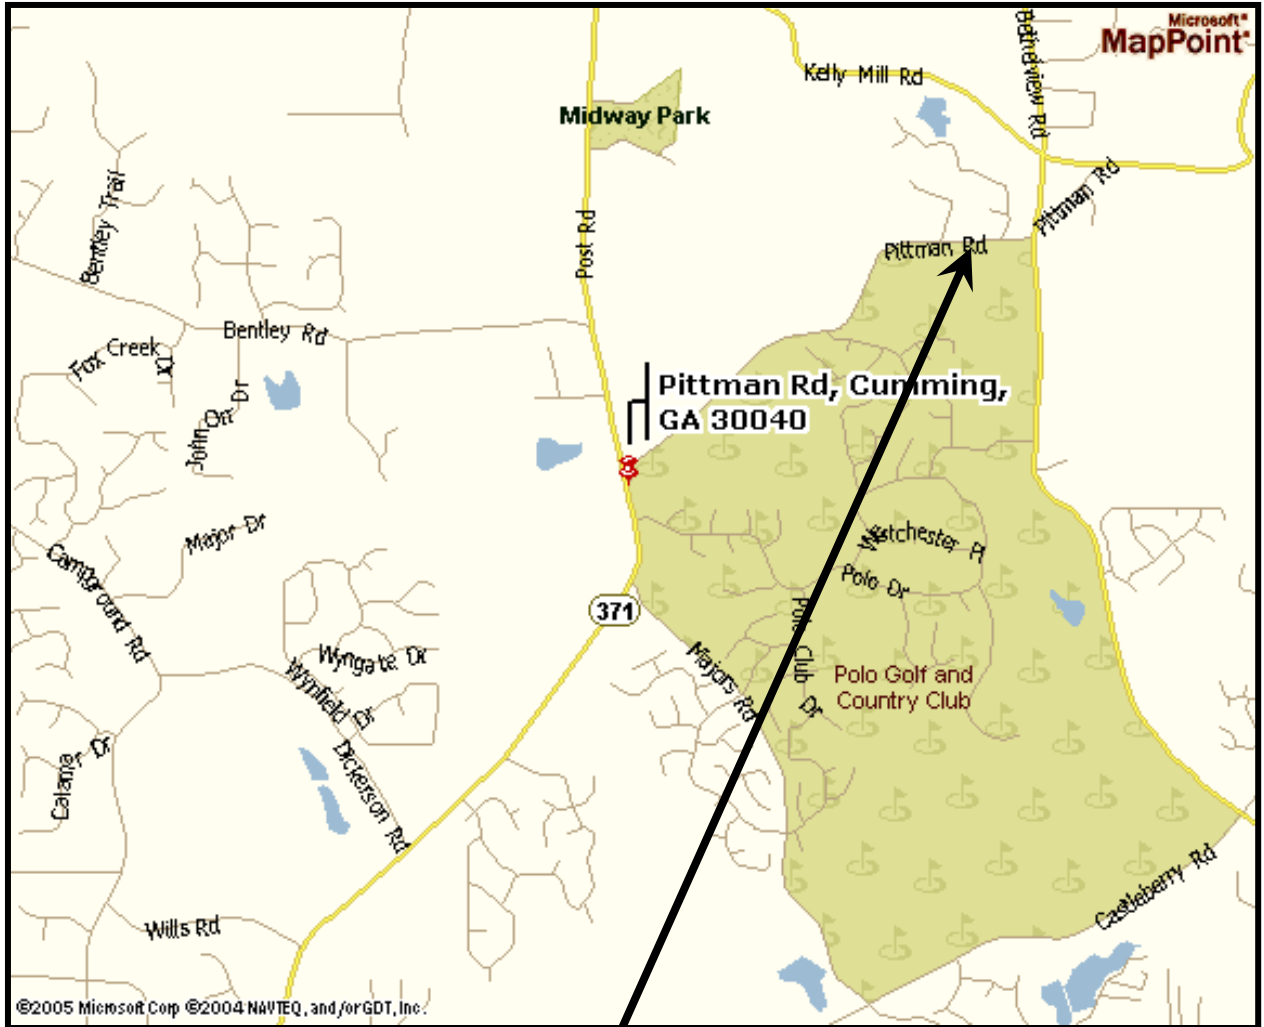 Microsoft®
MapPoint®
Bethelview Rd
Kelly Mill Rd
Midway Park
Pittman Rd
Bentley Trail
Post Rd
Pittman Rd
Bentley Rd
Fox Creek Dr
Pittman Rd, Cumming,
GA 30040
John Orr Dr
Major Dr
Westchester Pl
Campground Rd
Polo Dr
371
Polo Club Dr
Wyngate Dr
Majors Rd
Wynfield Dr
Polo Golf and
Country Club
Dickerson Rd
Castleberry Rd
Wills Rd
©2005 Microsoft Corp ©2004 NAVTEQ, and/or GDT, Inc.